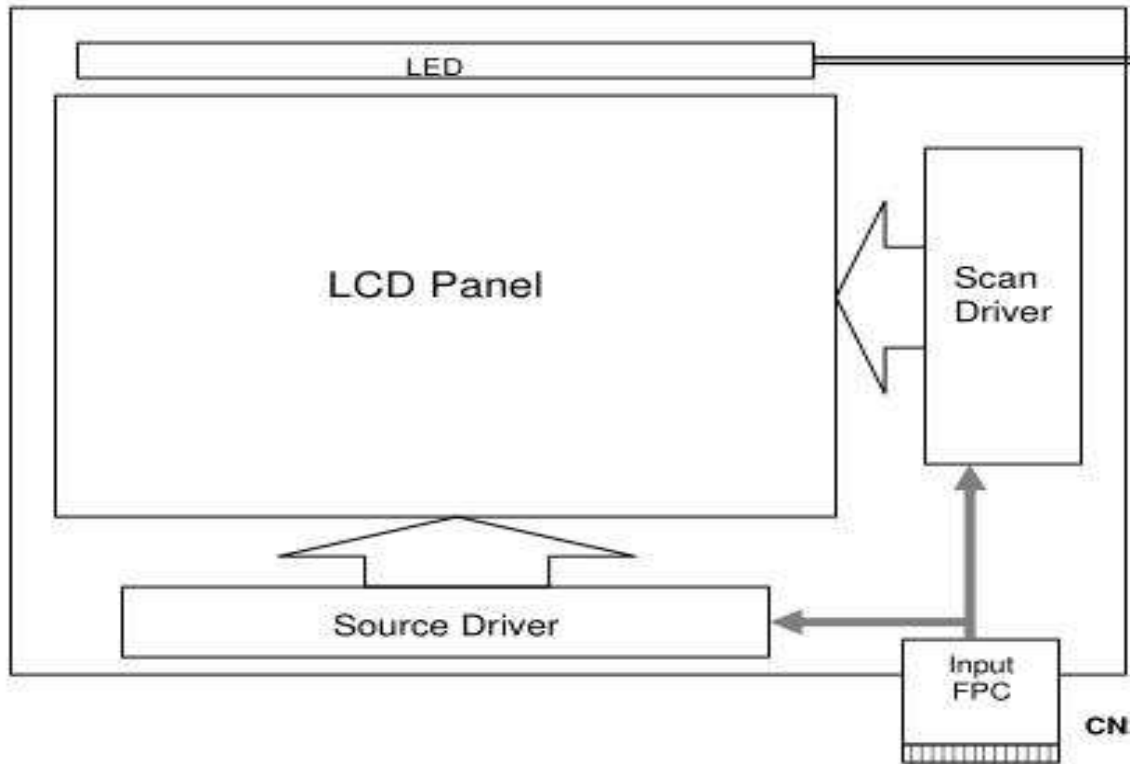 LED
LCD Panel
Scan
Driver
Source Driver
Input
FPC
CN